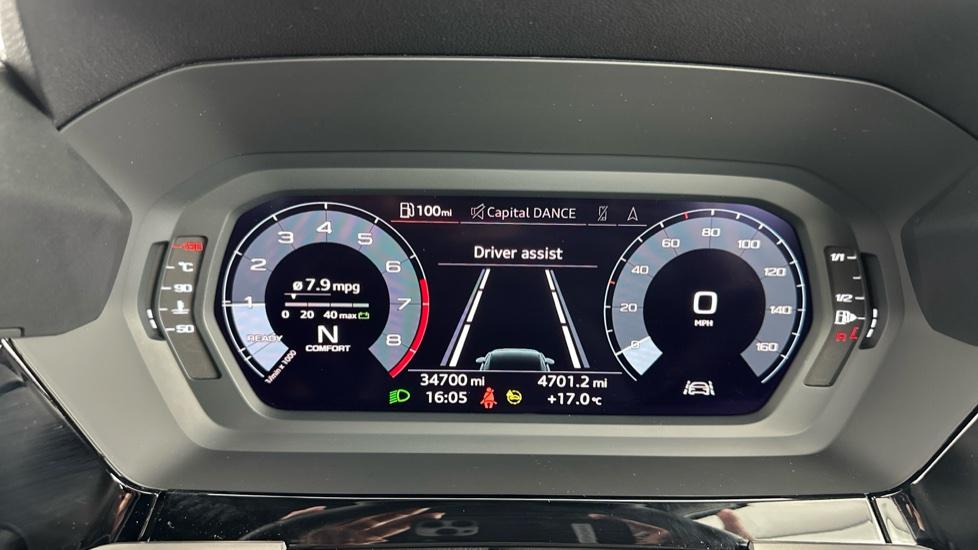 100mi Capital DANCE
Driver assist
1 2 3 4 5 6 7 8
ø 7.9 mpg
0 20 40 max
N
COMFORT
READY
1/min x 1000
0 20 40 60 80 100 120 140 160
0
MPH
34700 mi 4701.2 mi
16:05 +17.0 °C
°C
90
50
1/1
1/2
R